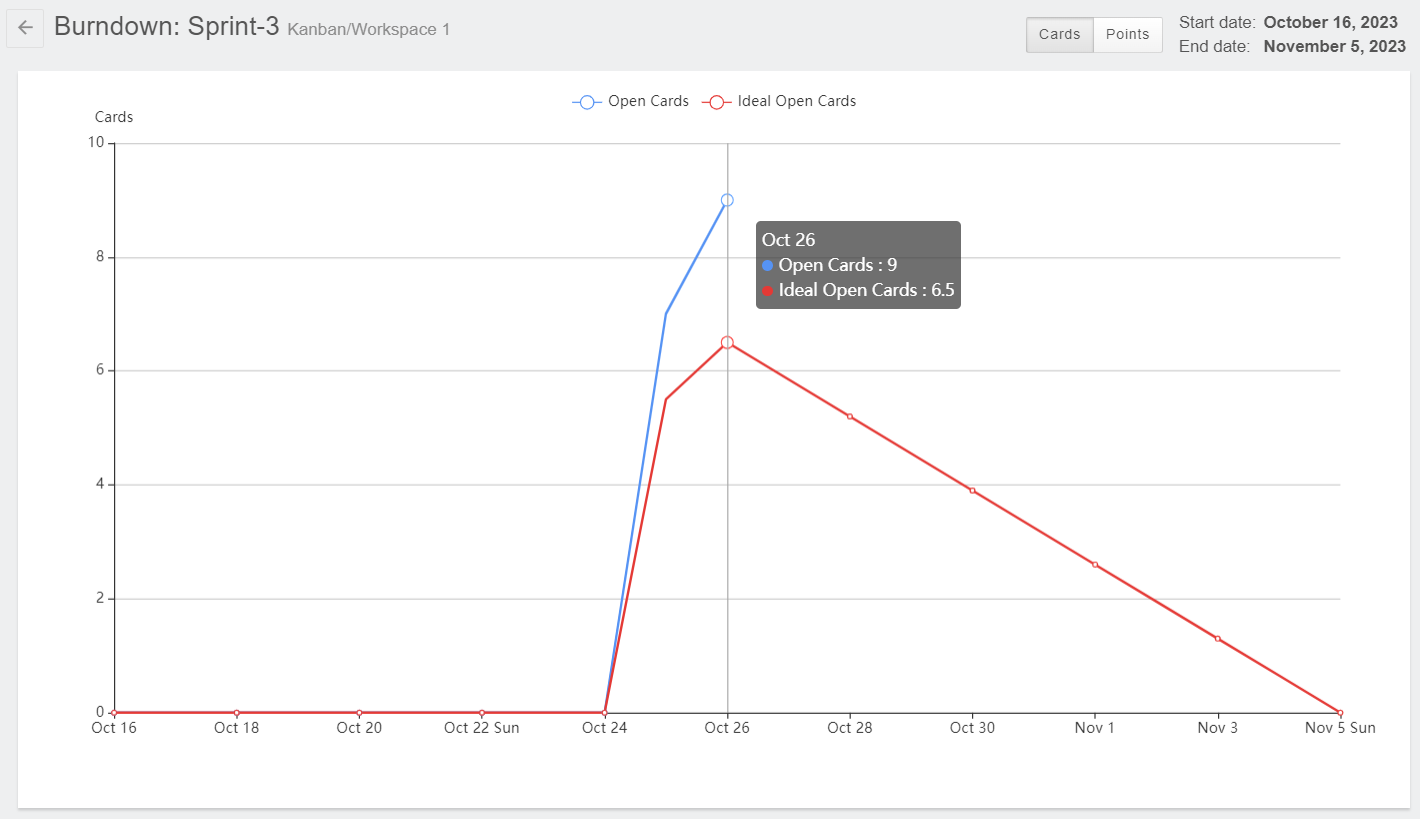 Burndown: Sprint-3 Kanban/Workspace 1
Cards Points
Start date: October 16, 2023
End date: November 5, 2023
Open Cards Ideal Open Cards
Cards
10
8
6
4
2
0
Oct 26
Open Cards : 9
Ideal Open Cards : 6.5
Oct 16 Oct 18 Oct 20 Oct 22 Sun Oct 24 Oct 26 Oct 28 Oct 30 Nov 1 Nov 3 Nov 5 Sun